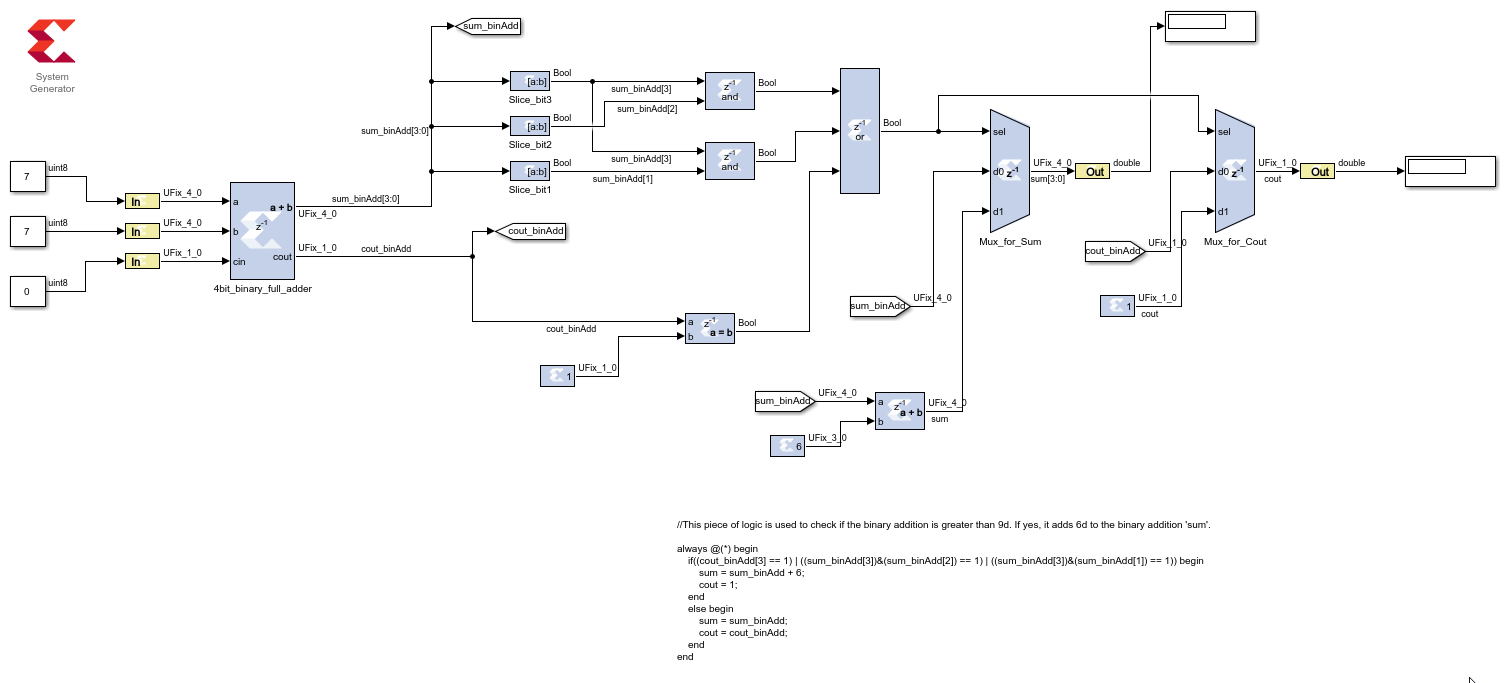 System
Generator
sum_binAdd
[a:b]
Bool
Slice_bit3
sum_binAdd[3]
sum_binAdd[2]
z-1
and
Bool
[a:b]
Bool
Slice_bit2
sum_binAdd[3:0]
[a:b]
Bool
Slice_bit1
sum_binAdd[3]
sum_binAdd[1]
z-1
and
Bool
z-1
or
Bool
7
uint8
In
UFix_4_0
7
uint8
In
UFix_4_0
0
uint8
In
UFix_1_0
a
b
cin
a + b
z-1
cout
4bit_binary_full_adder
sum_binAdd[3:0]
UFix_4_0
UFix_1_0
cout_binAdd
cout_binAdd
cout_binAdd
a
b
z-1
a = b
Bool
1
UFix_1_0
sel
d0
z-1
d1
Mux_for_Sum
UFix_4_0
sum[3:0]
Out
double
sel
d0
z-1
d1
Mux_for_Cout
UFix_1_0
cout
Out
double
cout_binAdd
UFix_1_0
1
UFix_1_0
cout
sum_binAdd
UFix_4_0
sum_binAdd
UFix_4_0
6
UFix_3_0
a
b
z-1
a + b
UFix_4_0
sum
//This piece of logic is used to check if the binary addition is greater than 9d. If yes, it adds 6d to the binary addition 'sum'.
always @(*) begin
if((cout_binAdd[3] == 1) | ((sum_binAdd[3])&(sum_binAdd[2]) == 1) | ((sum_binAdd[3])&(sum_binAdd[1]) == 1)) begin
sum = sum_binAdd + 6;
cout = 1;
end
else begin
sum = sum_binAdd;
cout = cout_binAdd;
end
end